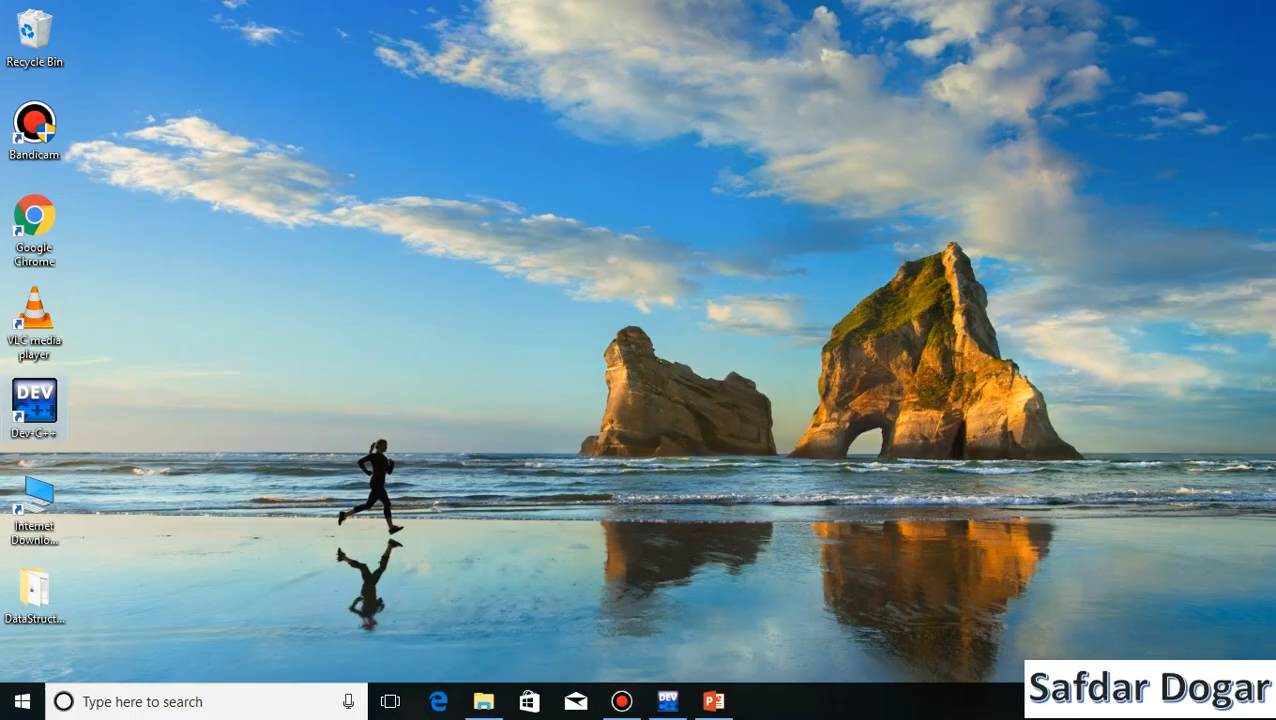 Recycle Bin
Bandicam
Google
Chrome
VLC media
player
DEV
C++
Dev-C++
Internet
Downlo...
DataStruct...
Type here to search
DEV
P
Safdar Dogar